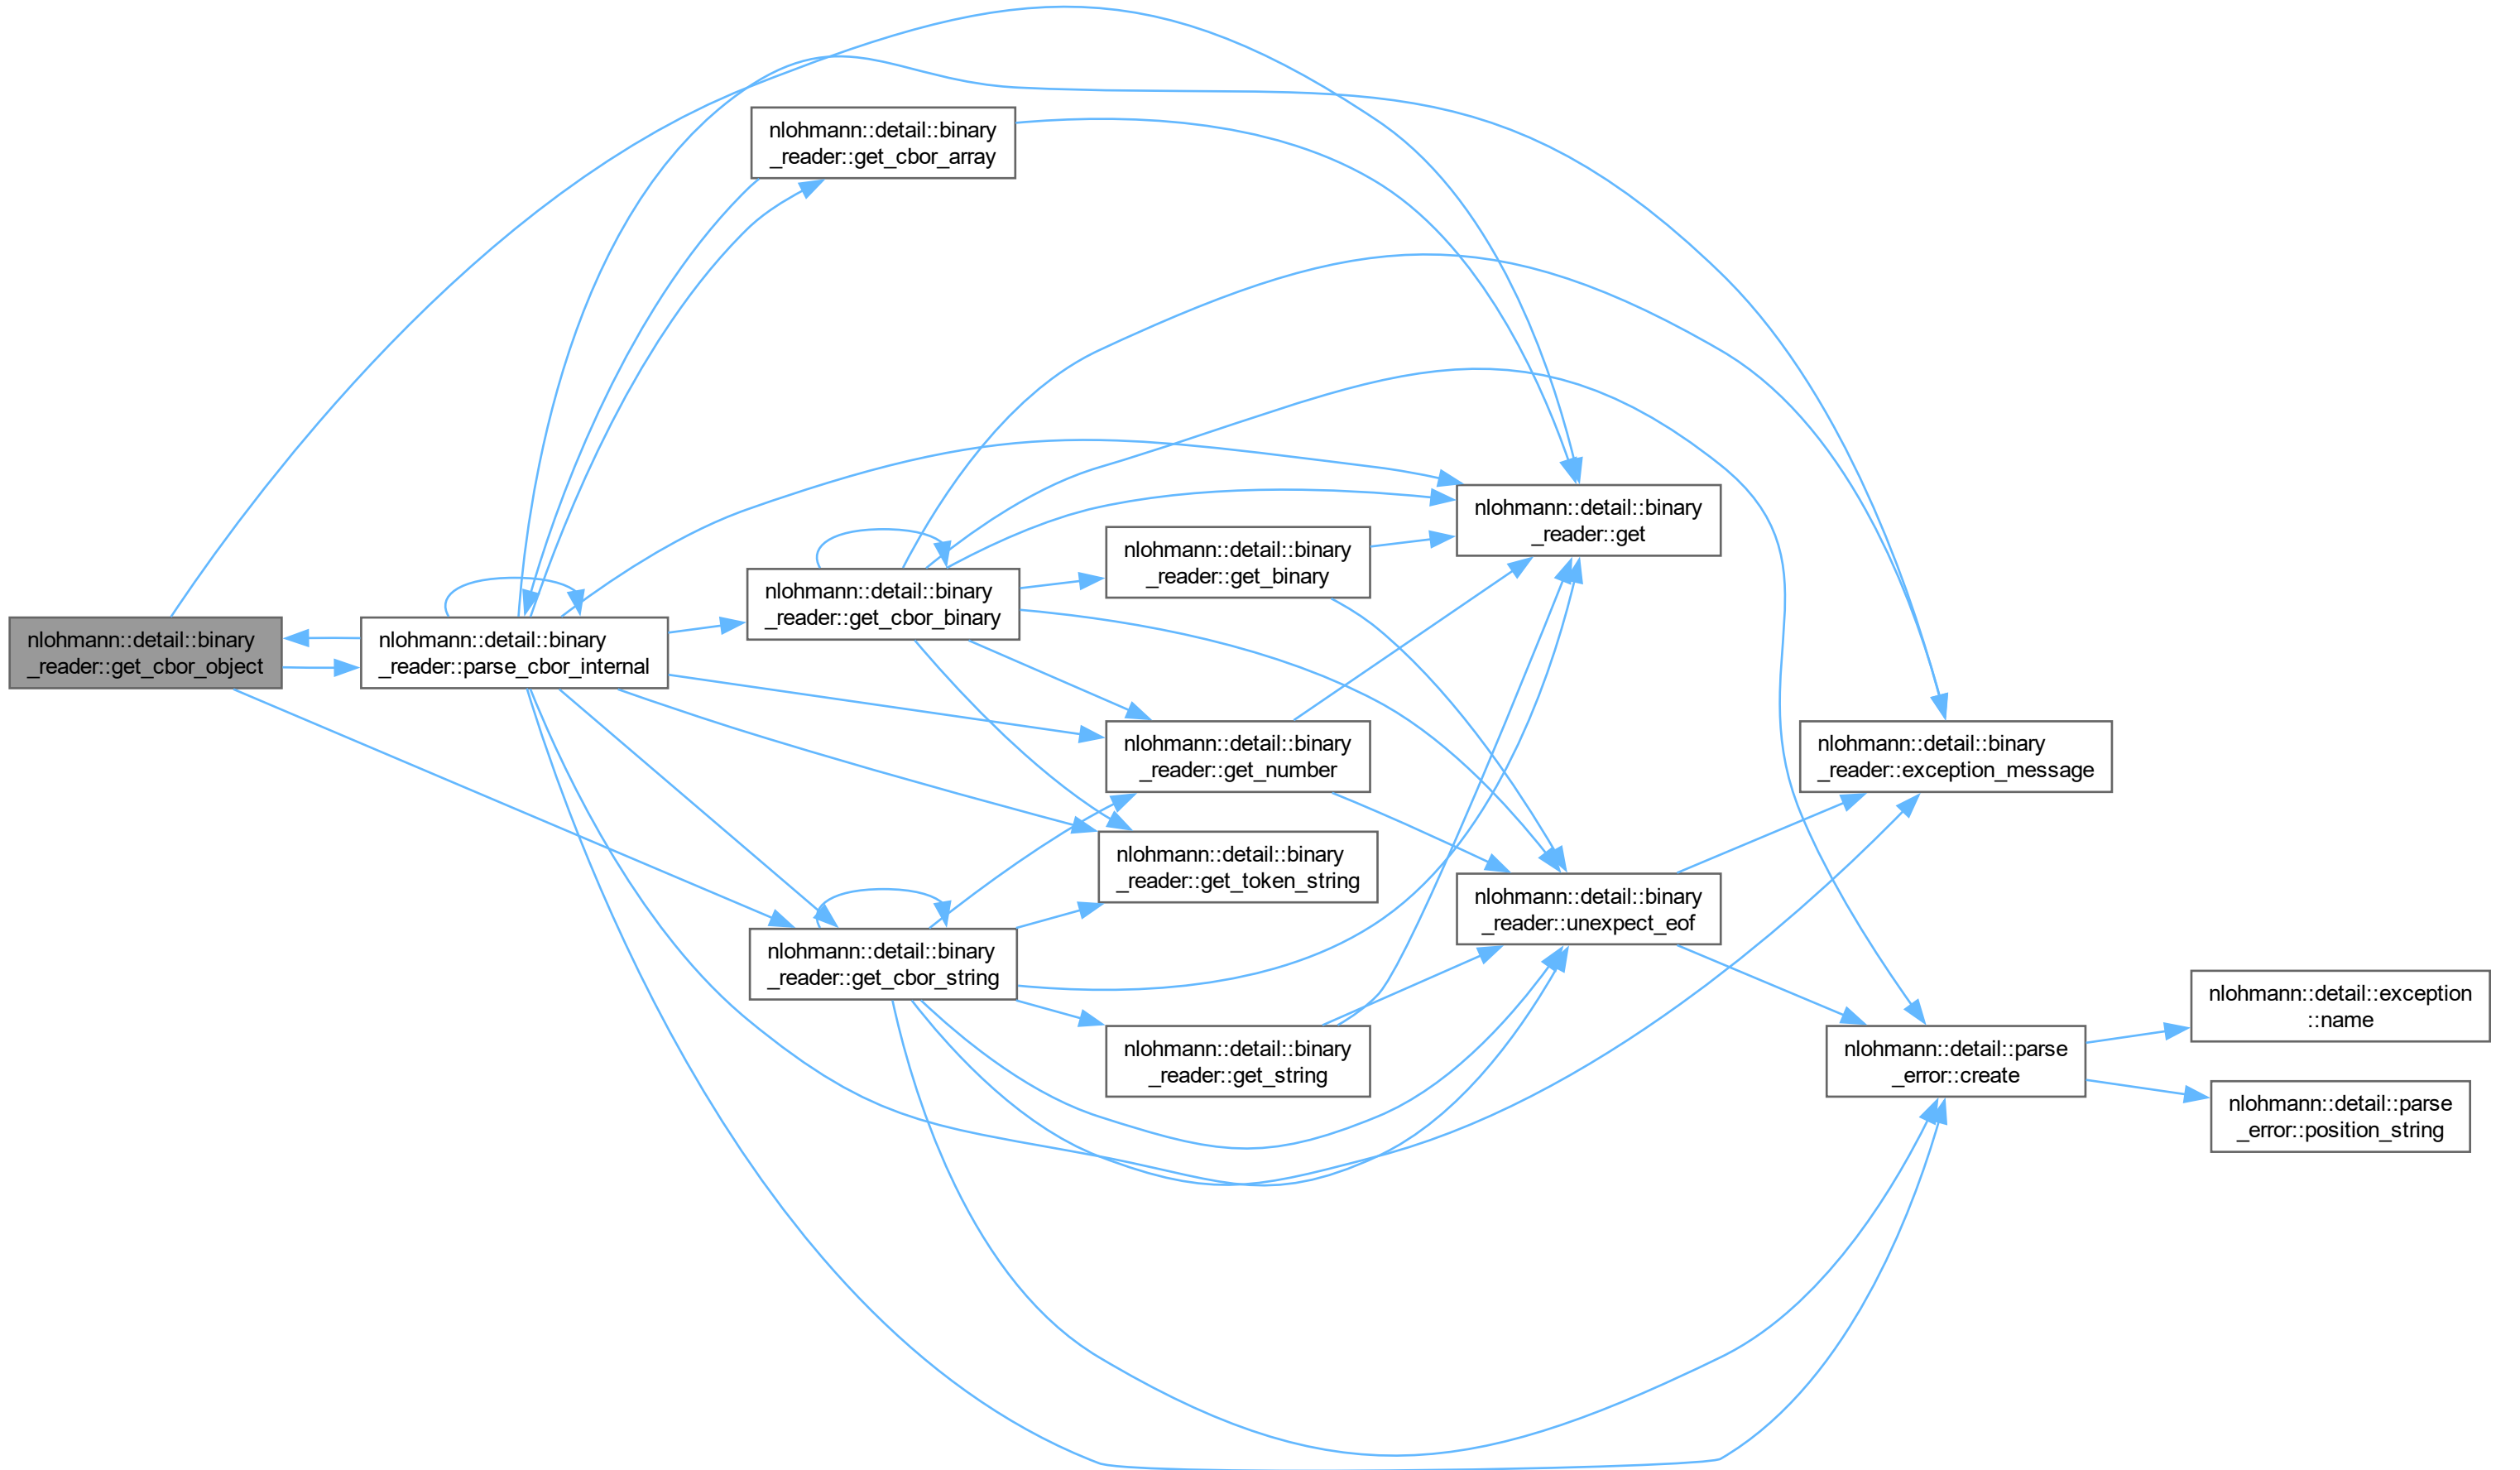 nlohmann::detail::binary
_reader::get_cbor_object
nlohmann::detail::binary
_reader::parse_cbor_internal
nlohmann::detail::binary
_reader::get_cbor_array
nlohmann::detail::binary
_reader::get_cbor_binary
nlohmann::detail::binary
_reader::get_cbor_string
nlohmann::detail::binary
_reader::get_binary
nlohmann::detail::binary
_reader::get_number
nlohmann::detail::binary
_reader::get_token_string
nlohmann::detail::binary
_reader::get_string
nlohmann::detail::binary
_reader::get
nlohmann::detail::binary
_reader::unexpect_eof
nlohmann::detail::binary
_reader::exception_message
nlohmann::detail::parse
_error::create
nlohmann::detail::exception
::name
nlohmann::detail::parse
_error::position_string